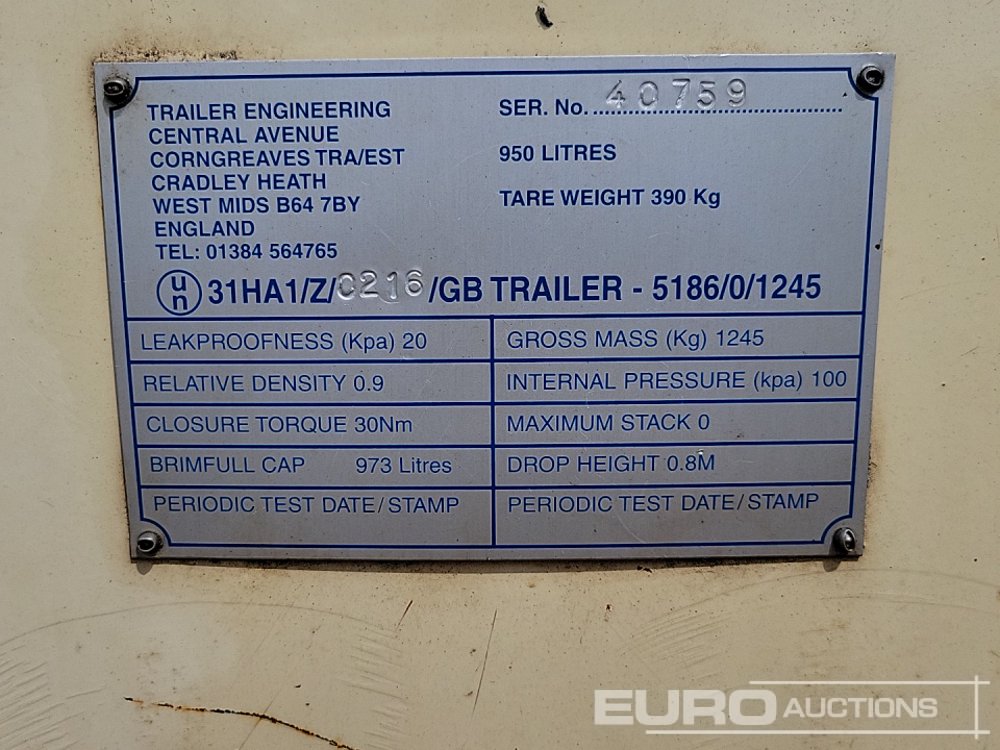 TRAILER ENGINEERING
CENTRAL AVENUE
CORNGREAVES TRA/EST
CRADLEY HEATH
WEST MIDS B64 7BY
ENGLAND
TEL: 01384 564765
SER. No. 40759
950 LITRES
TARE WEIGHT 390 Kg
un 31HA1/Z/0216/GB TRAILER - 5186/0/1245
LEAKPROOFNESS (Kpa) 20
GROSS MASS (Kg) 1245
RELATIVE DENSITY 0.9
INTERNAL PRESSURE (kpa) 100
CLOSURE TORQUE 30Nm
MAXIMUM STACK 0
BRIMFULL CAP 973 Litres
DROP HEIGHT 0.8M
PERIODIC TEST DATE/STAMP
PERIODIC TEST DATE/STAMP
EURO AUCTIONS